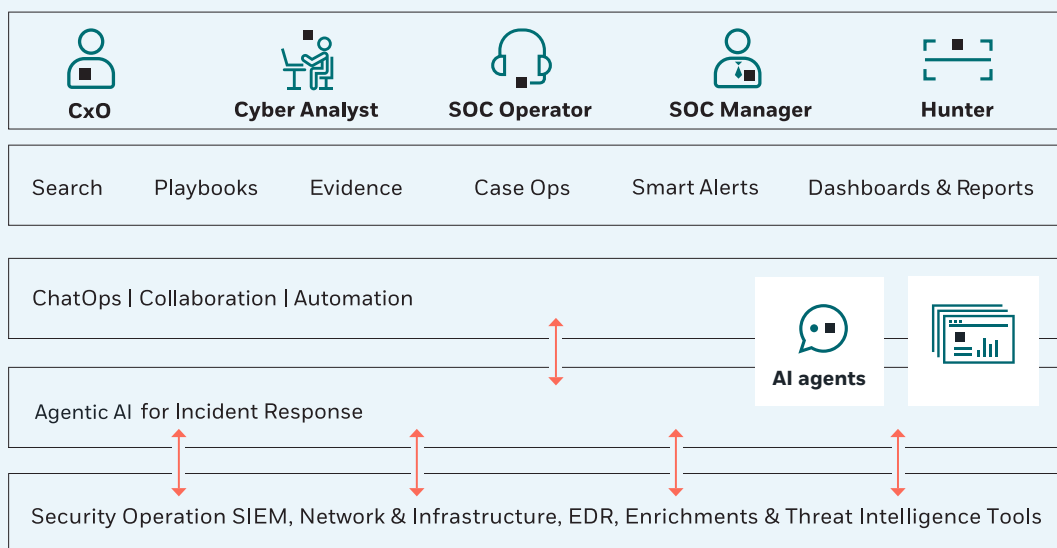 CxO Cyber Analyst SOC Operator SOC Manager Hunter
Search Playbooks Evidence Case Ops Smart Alerts Dashboards & Reports
ChatOps | Collaboration | Automation
AI agents
Agentic AI for Incident Response
Security Operation SIEM, Network & Infrastructure, EDR, Enrichments & Threat Intelligence Tools